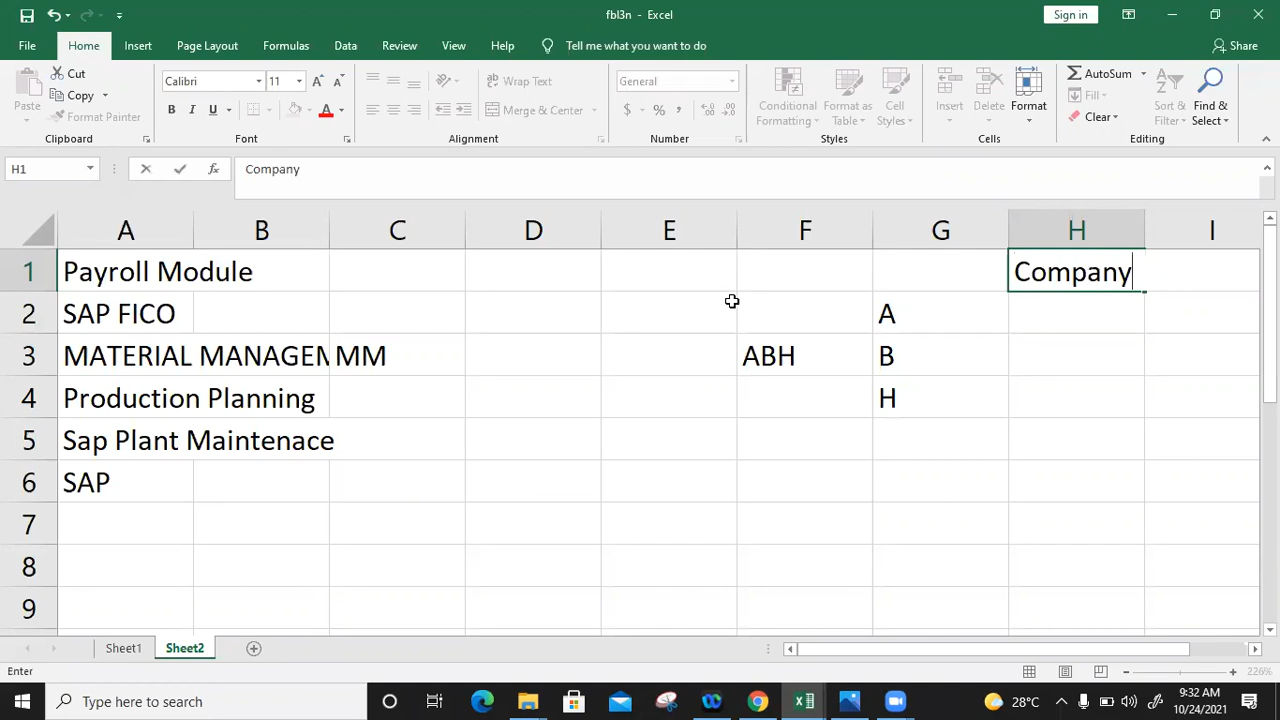 fbl3n - Excel
Sign in
File Home Insert Page Layout Formulas Data Review View Help Tell me what you want to do Share
Paste Cut Copy Format Painter Clipboard
Calibri 11 B I U A Font
Wrap Text Merge & Center Alignment
General $ % , Number
Conditional Formatting Format as Table Cell Styles Styles
Insert Delete Format Cells
AutoSum Fill Clear Sort & Filter Find & Select Editing
H1 fx Company
A B C D E F G H I
1 Payroll Module Company
2 SAP FICO A
3 MATERIAL MANAGEM MM ABH B
4 Production Planning H
5 Sap Plant Maintenace
6 SAP
7
8
9
Sheet1 Sheet2
Enter 226%
Type here to search 28°C 9:32 AM
10/24/2021